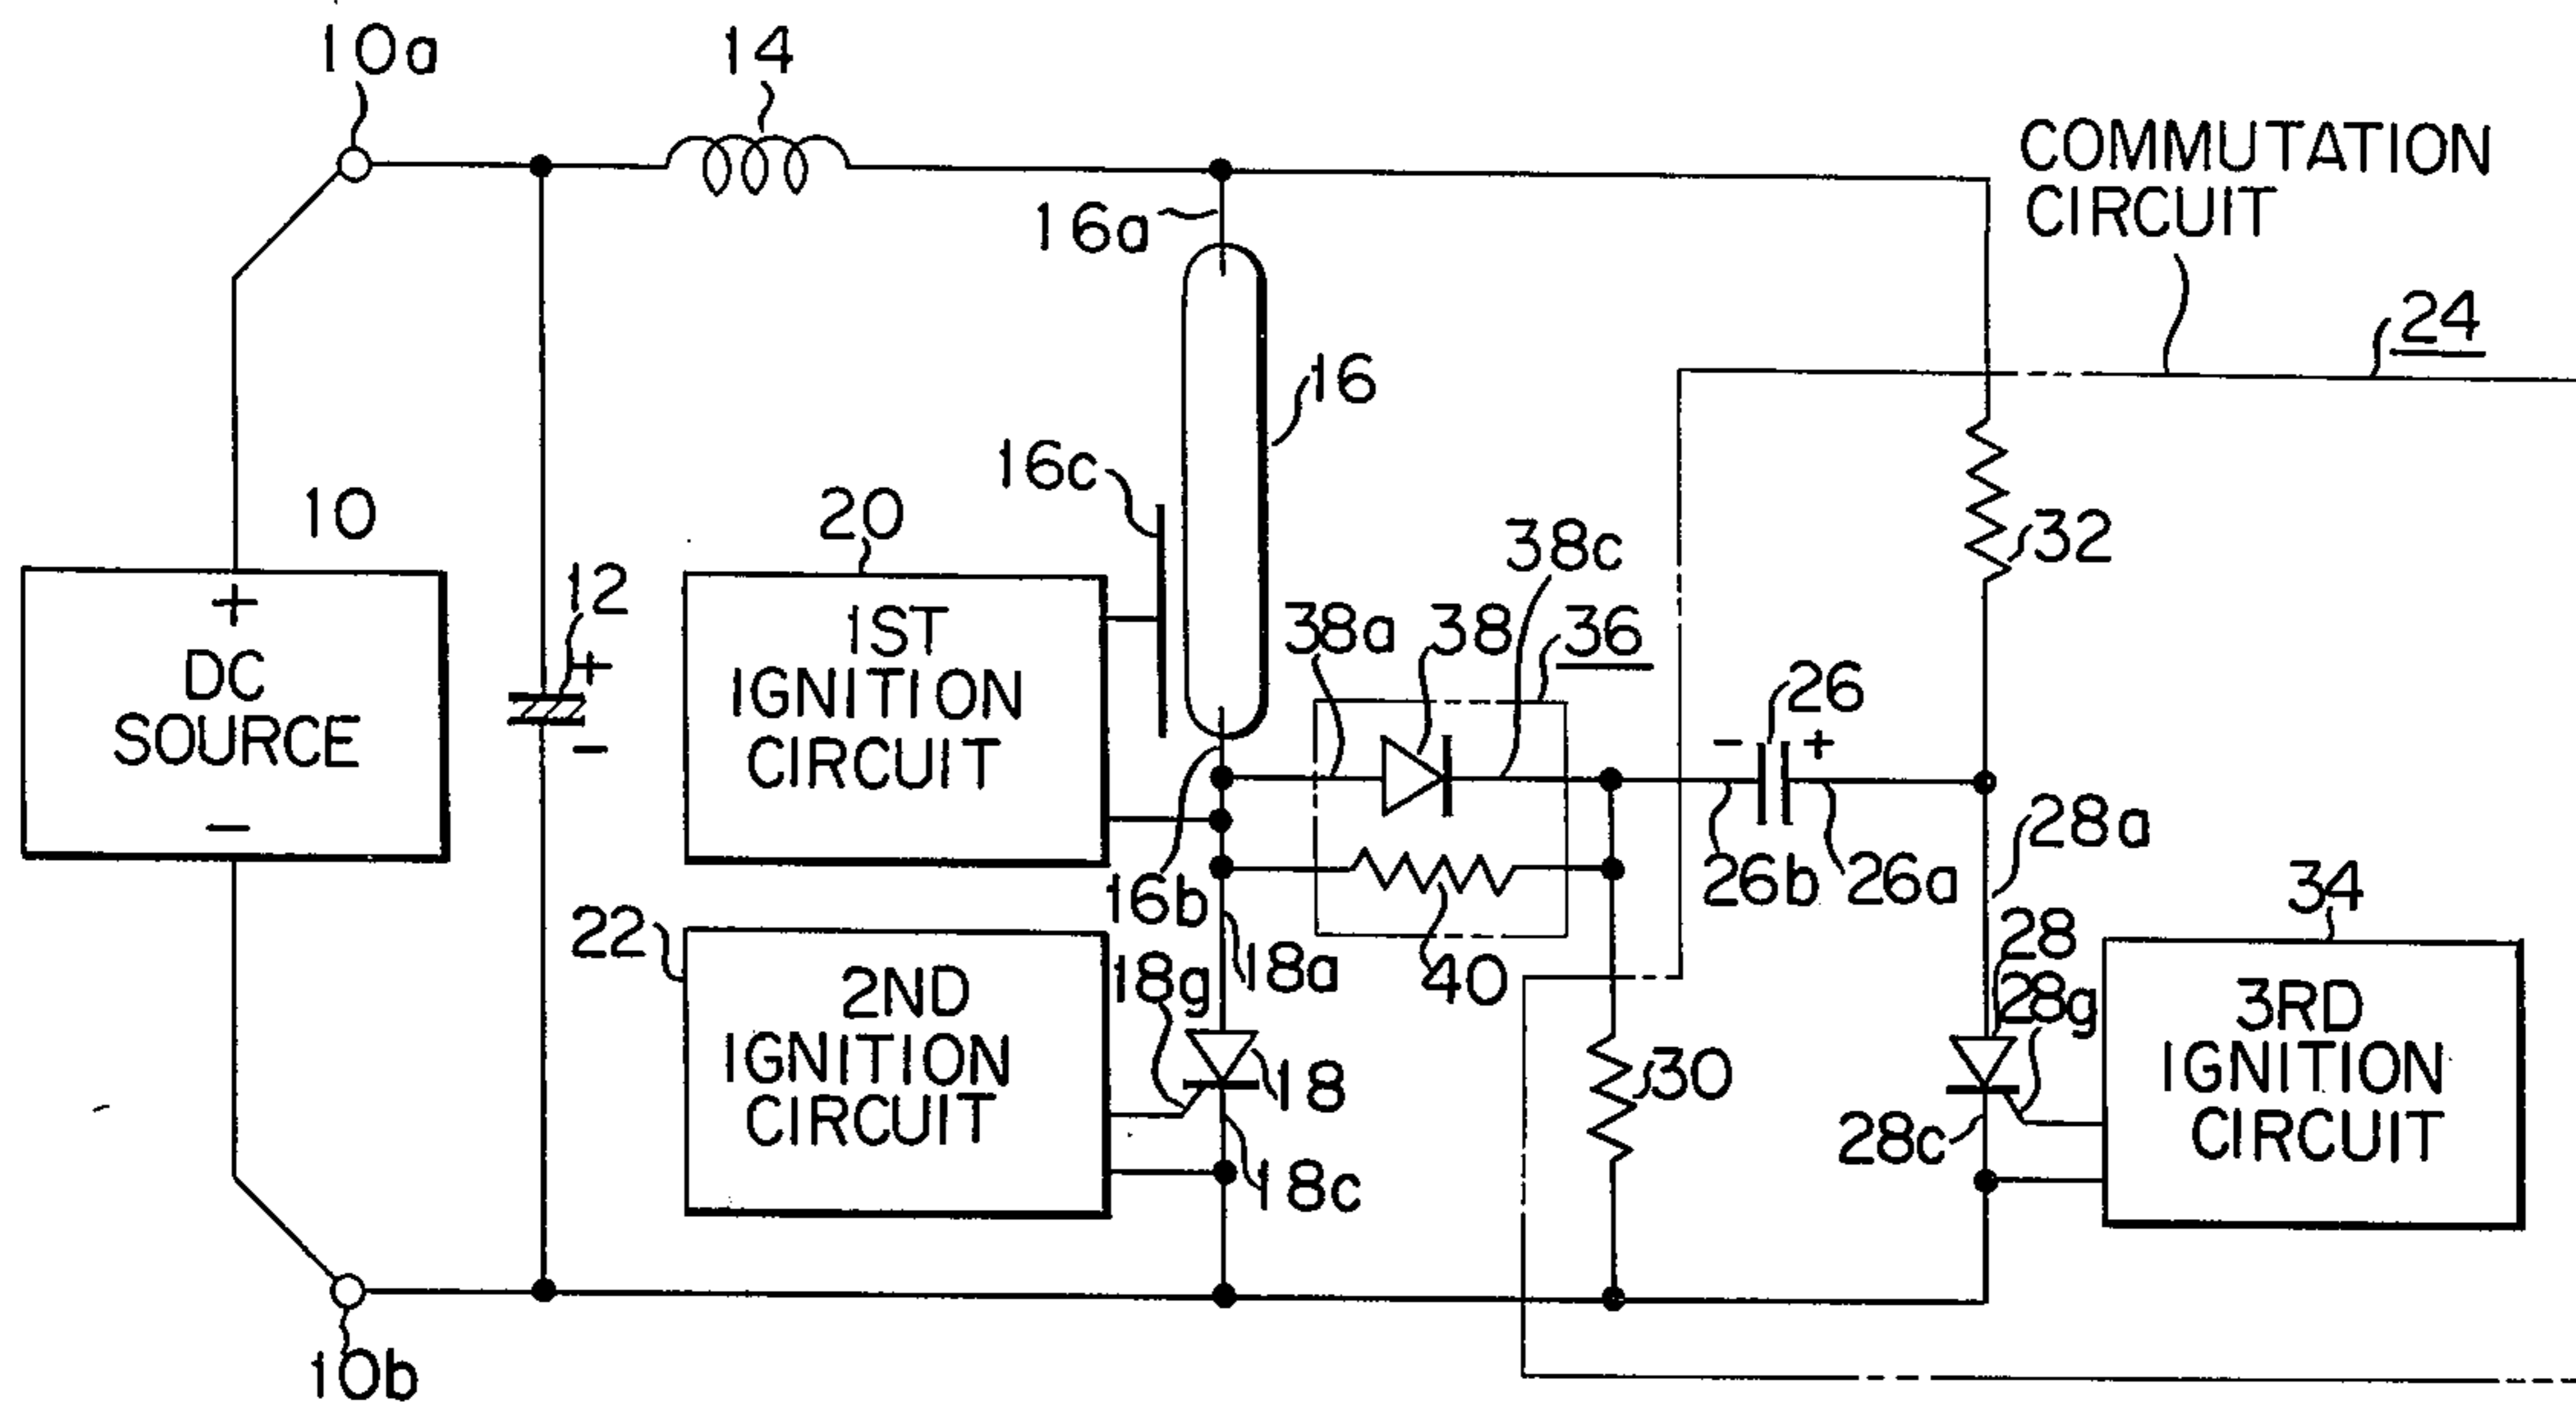 10a
14
COMMUTATION
CIRCUIT
16a
24
16
16c
10
20
38c
32
12
1ST
IGNITION
CIRCUIT
38a
38
36
+
DC
SOURCE
-
+
-
26
- +
28a
16b
26b
26a
34
22
2ND
IGNITION
CIRCUIT
18g
18a
40
28
28g
3RD
IGNITION
CIRCUIT
18
30
28c
18c
10b